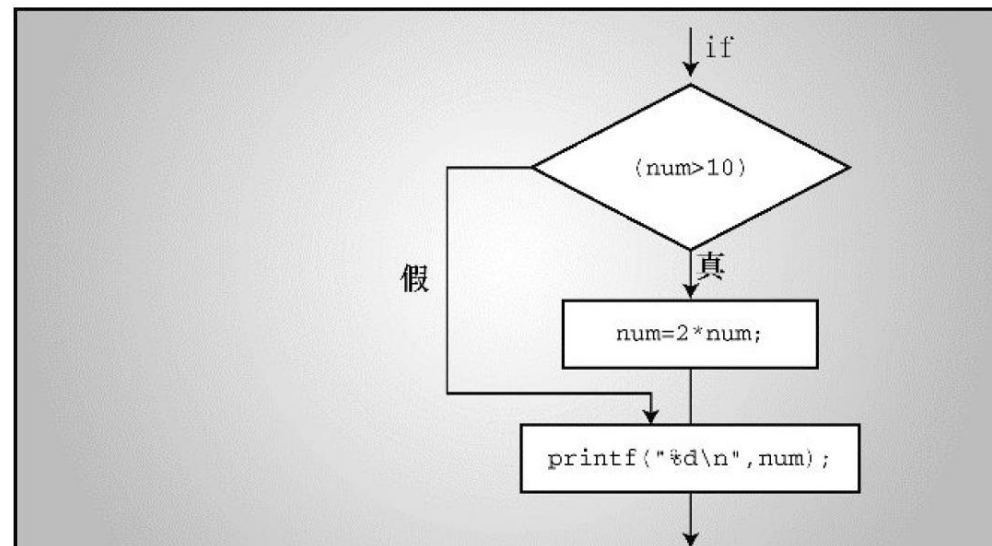 if
(num>10)
真
假
num=2*num;
printf("%d\n",num);